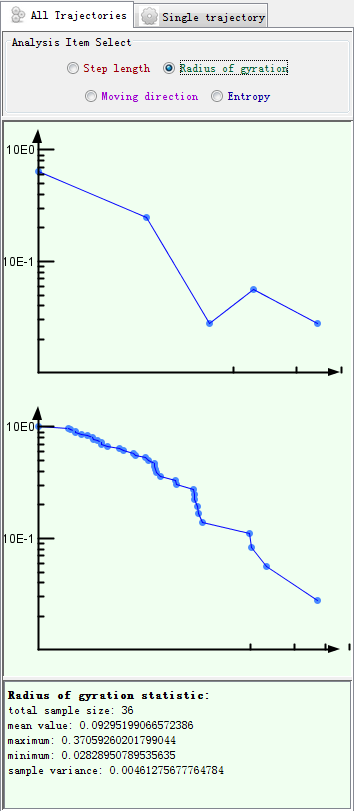 All Trajectories
Single trajectory
Analysis Item Select
Step length
Radius of gyration
Moving direction
Entropy
10E0
10E-1
10E0
10E-1
Radius of gyration statistic:
total sample size: 36
mean value: 0.09295199066572386
maximum: 0.37059260201799044
minimum: 0.02828950789535635
sample variance: 0.00461275677764784